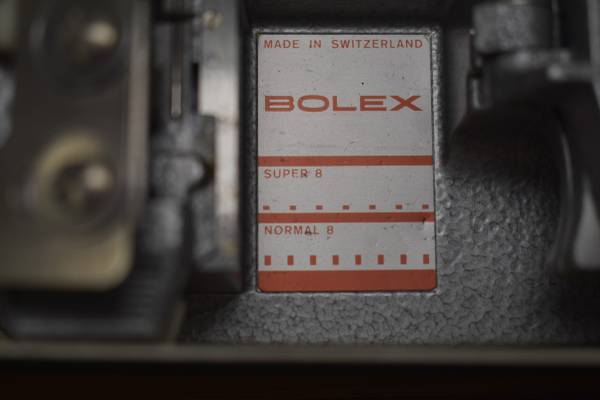 MADE IN SWITZERLAND
BOLEX
SUPER 8
NORMAL 8